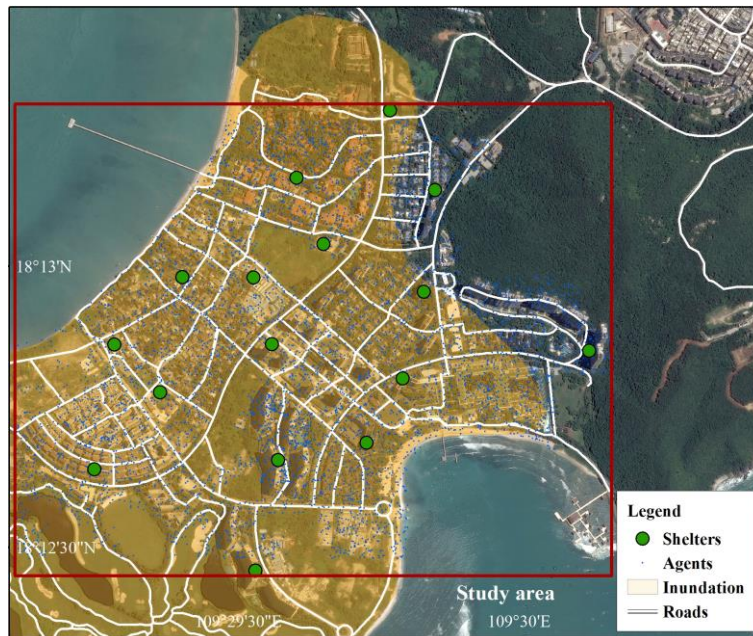 18°13'N
18°12'30"N
109°29'30"E
109°30'E
Study area
Legend
Shelters
Agents
Inundation
Roads